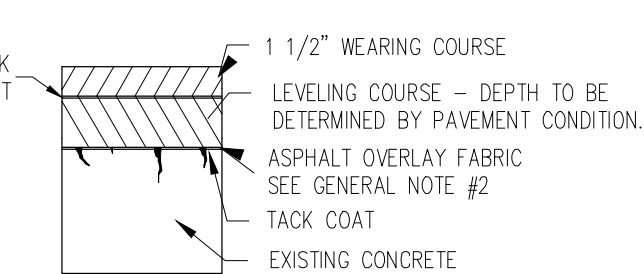 1 1/2" WEARING COURSE
LEVELING COURSE – DEPTH TO BE
DETERMINED BY PAVEMENT CONDITION.
ASPHALT OVERLAY FABRIC
SEE GENERAL NOTE #2
TACK COAT
EXISTING CONCRETE